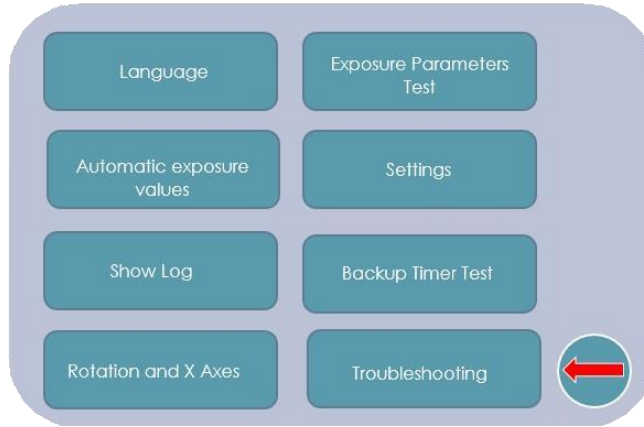 Language
Exposure Parameters
Test
Automatic exposure
values
Settings
Show Log
Backup Timer Test
Rotation and X Axes
Troubleshooting